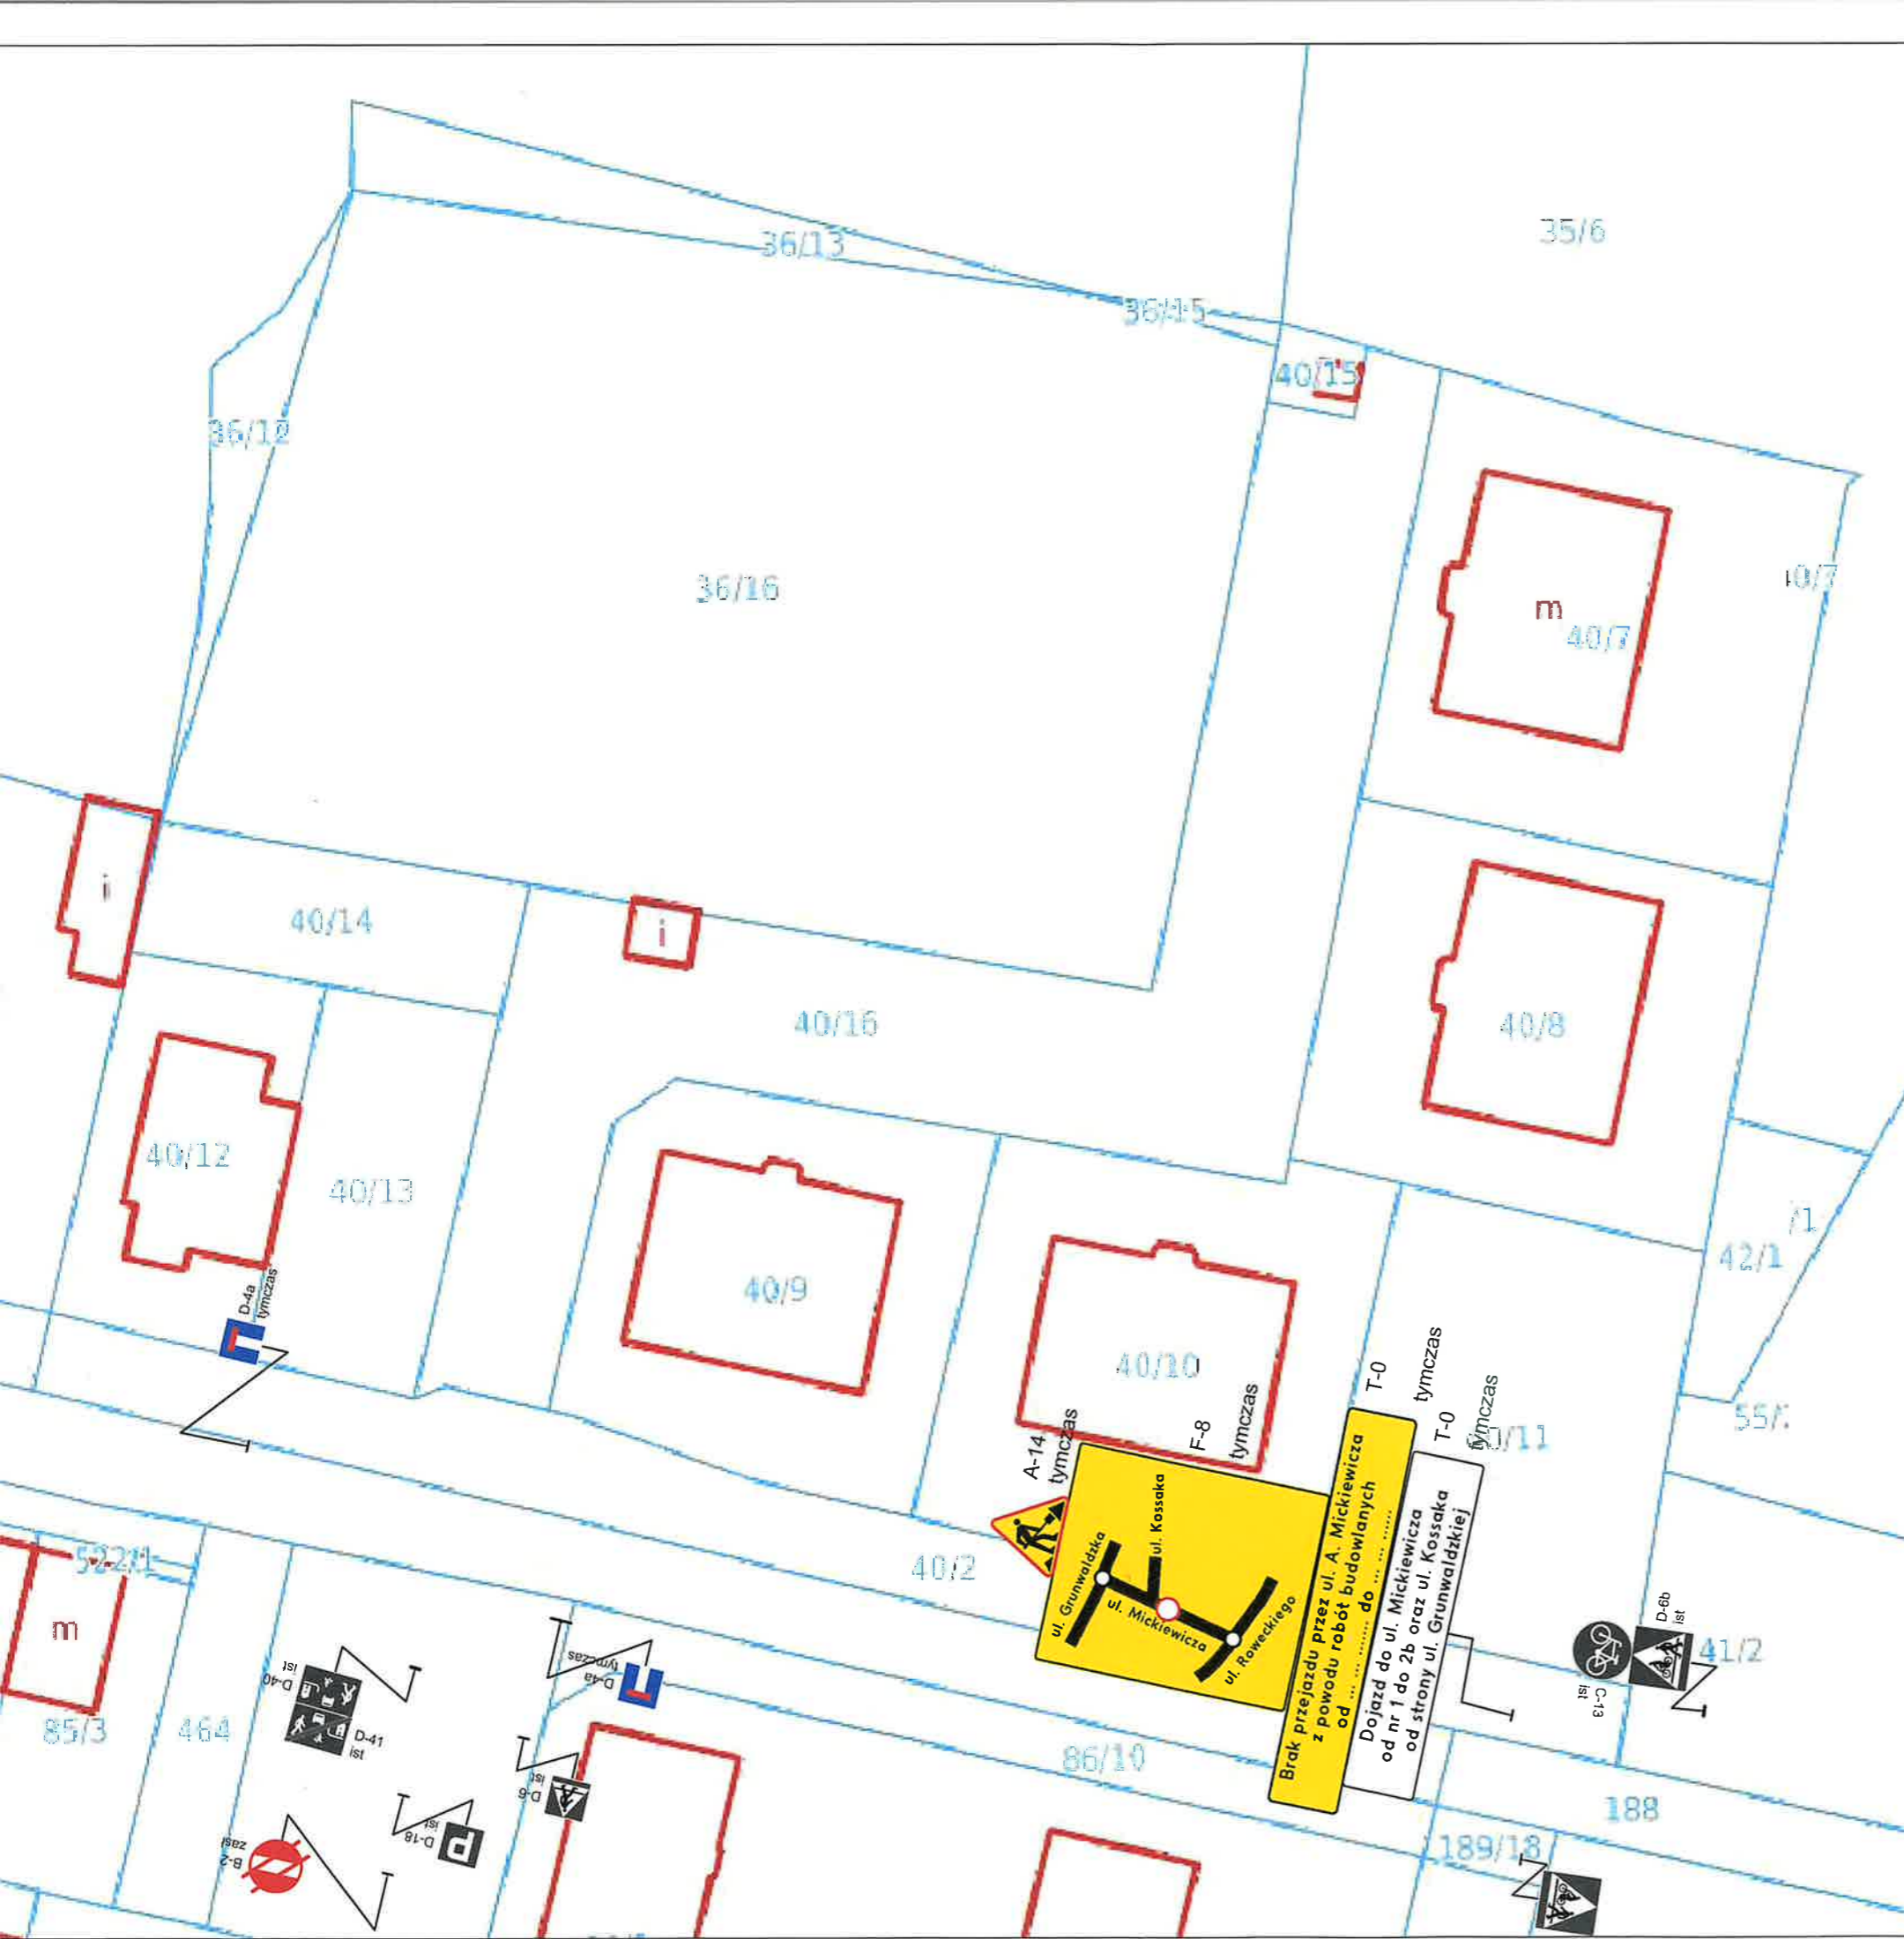 35/6
36/13
36/15
40/15
36/12
36/16
m
40/7
40/7
i
40/14
i
40/16
40/8
40/12
40/13
/1
42/1
40/9
40/10
D-4a
tymczas
A-14
tymczas
F-8
tymczas
T-0
tymczas
T-0
tymczas
/11
55/
ul. Grunwaldzka
ul. Kossaka
ul. Mickiewicza
ul. Roweckiego
Brak przejazdu przez ul. A. Mickiewicza
z powodu robót budowlanych
od ... ... ......... do ... ... .........
Dojazd do ul. Mickiewicza
od nr 1 do 2b oraz ul. Kossaka
od strony ul. Grunwaldzkiej
522/1
40/2
m
85/3
464
D-40
ist
D-41
ist
D-4a
tymczas
D-6
ist
D-18
ist
P
B-2
zasł
86/10
C-13
ist
D-6b
ist
41/2
188
189/18